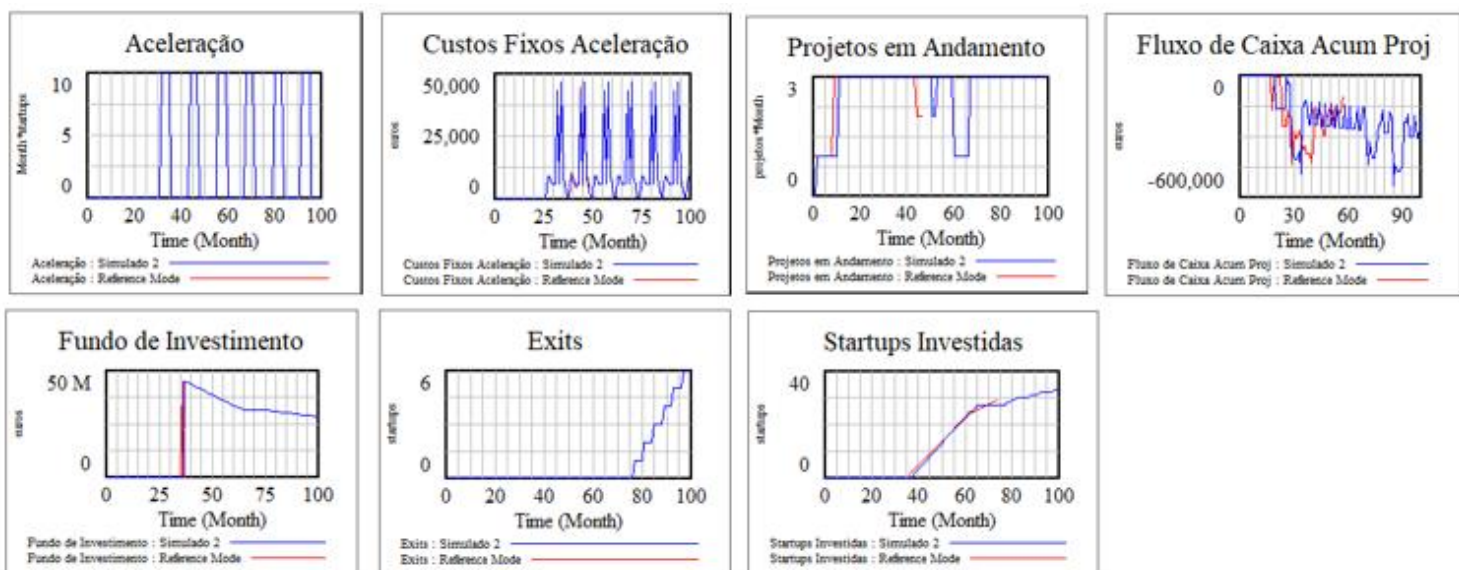 Aceleração
10
5
0
Month*startups
0 20 40 60 80 100
Time (Month)
Aceleração : Simulado 2
Aceleração : Reference Mode
Custos Fixos Aceleração
50,000
25,000
0
euros
0 25 50 75 100
Time (Month)
Custos Fixos Aceleração : Simulado 2
Custos Fixos Aceleração : Reference Mode
Projetos em Andamento
3
0
projetos *Month
0 20 40 60 80 100
Time (Month)
Projetos em Andamento : Simulado 2
Projetos em Andamento : Reference Mode
Fluxo de Caixa Acum Proj
0
-600,000
euros
0 30 60 90
Time (Month)
Fluxo de Caixa Acum Proj : Simulado 2
Fluxo de Caixa Acum Proj : Reference Mode
Fundo de Investimento
50 M
0
euros
0 25 50 75 100
Time (Month)
Fundo de Investimento : Simulado 2
Fundo de Investimento : Reference Mode
Exits
6
0
startups
0 20 40 60 80 100
Time (Month)
Exits : Simulado 2
Exits : Reference Mode
Startups Investidas
40
0
startups
0 20 40 60 80 100
Time (Month)
Startups Investidas : Simulado 2
Startups Investidas : Reference Mode